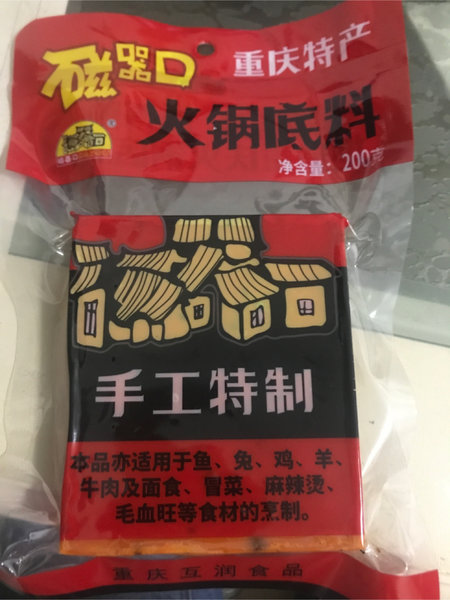 磁器口
重庆特产
火锅底料
净含量：200克
手工特制
本品亦适用于鱼、兔、鸡、羊、
牛肉及面食、冒菜、麻辣烫、
毛血旺等食材的烹制。
重庆互润食品